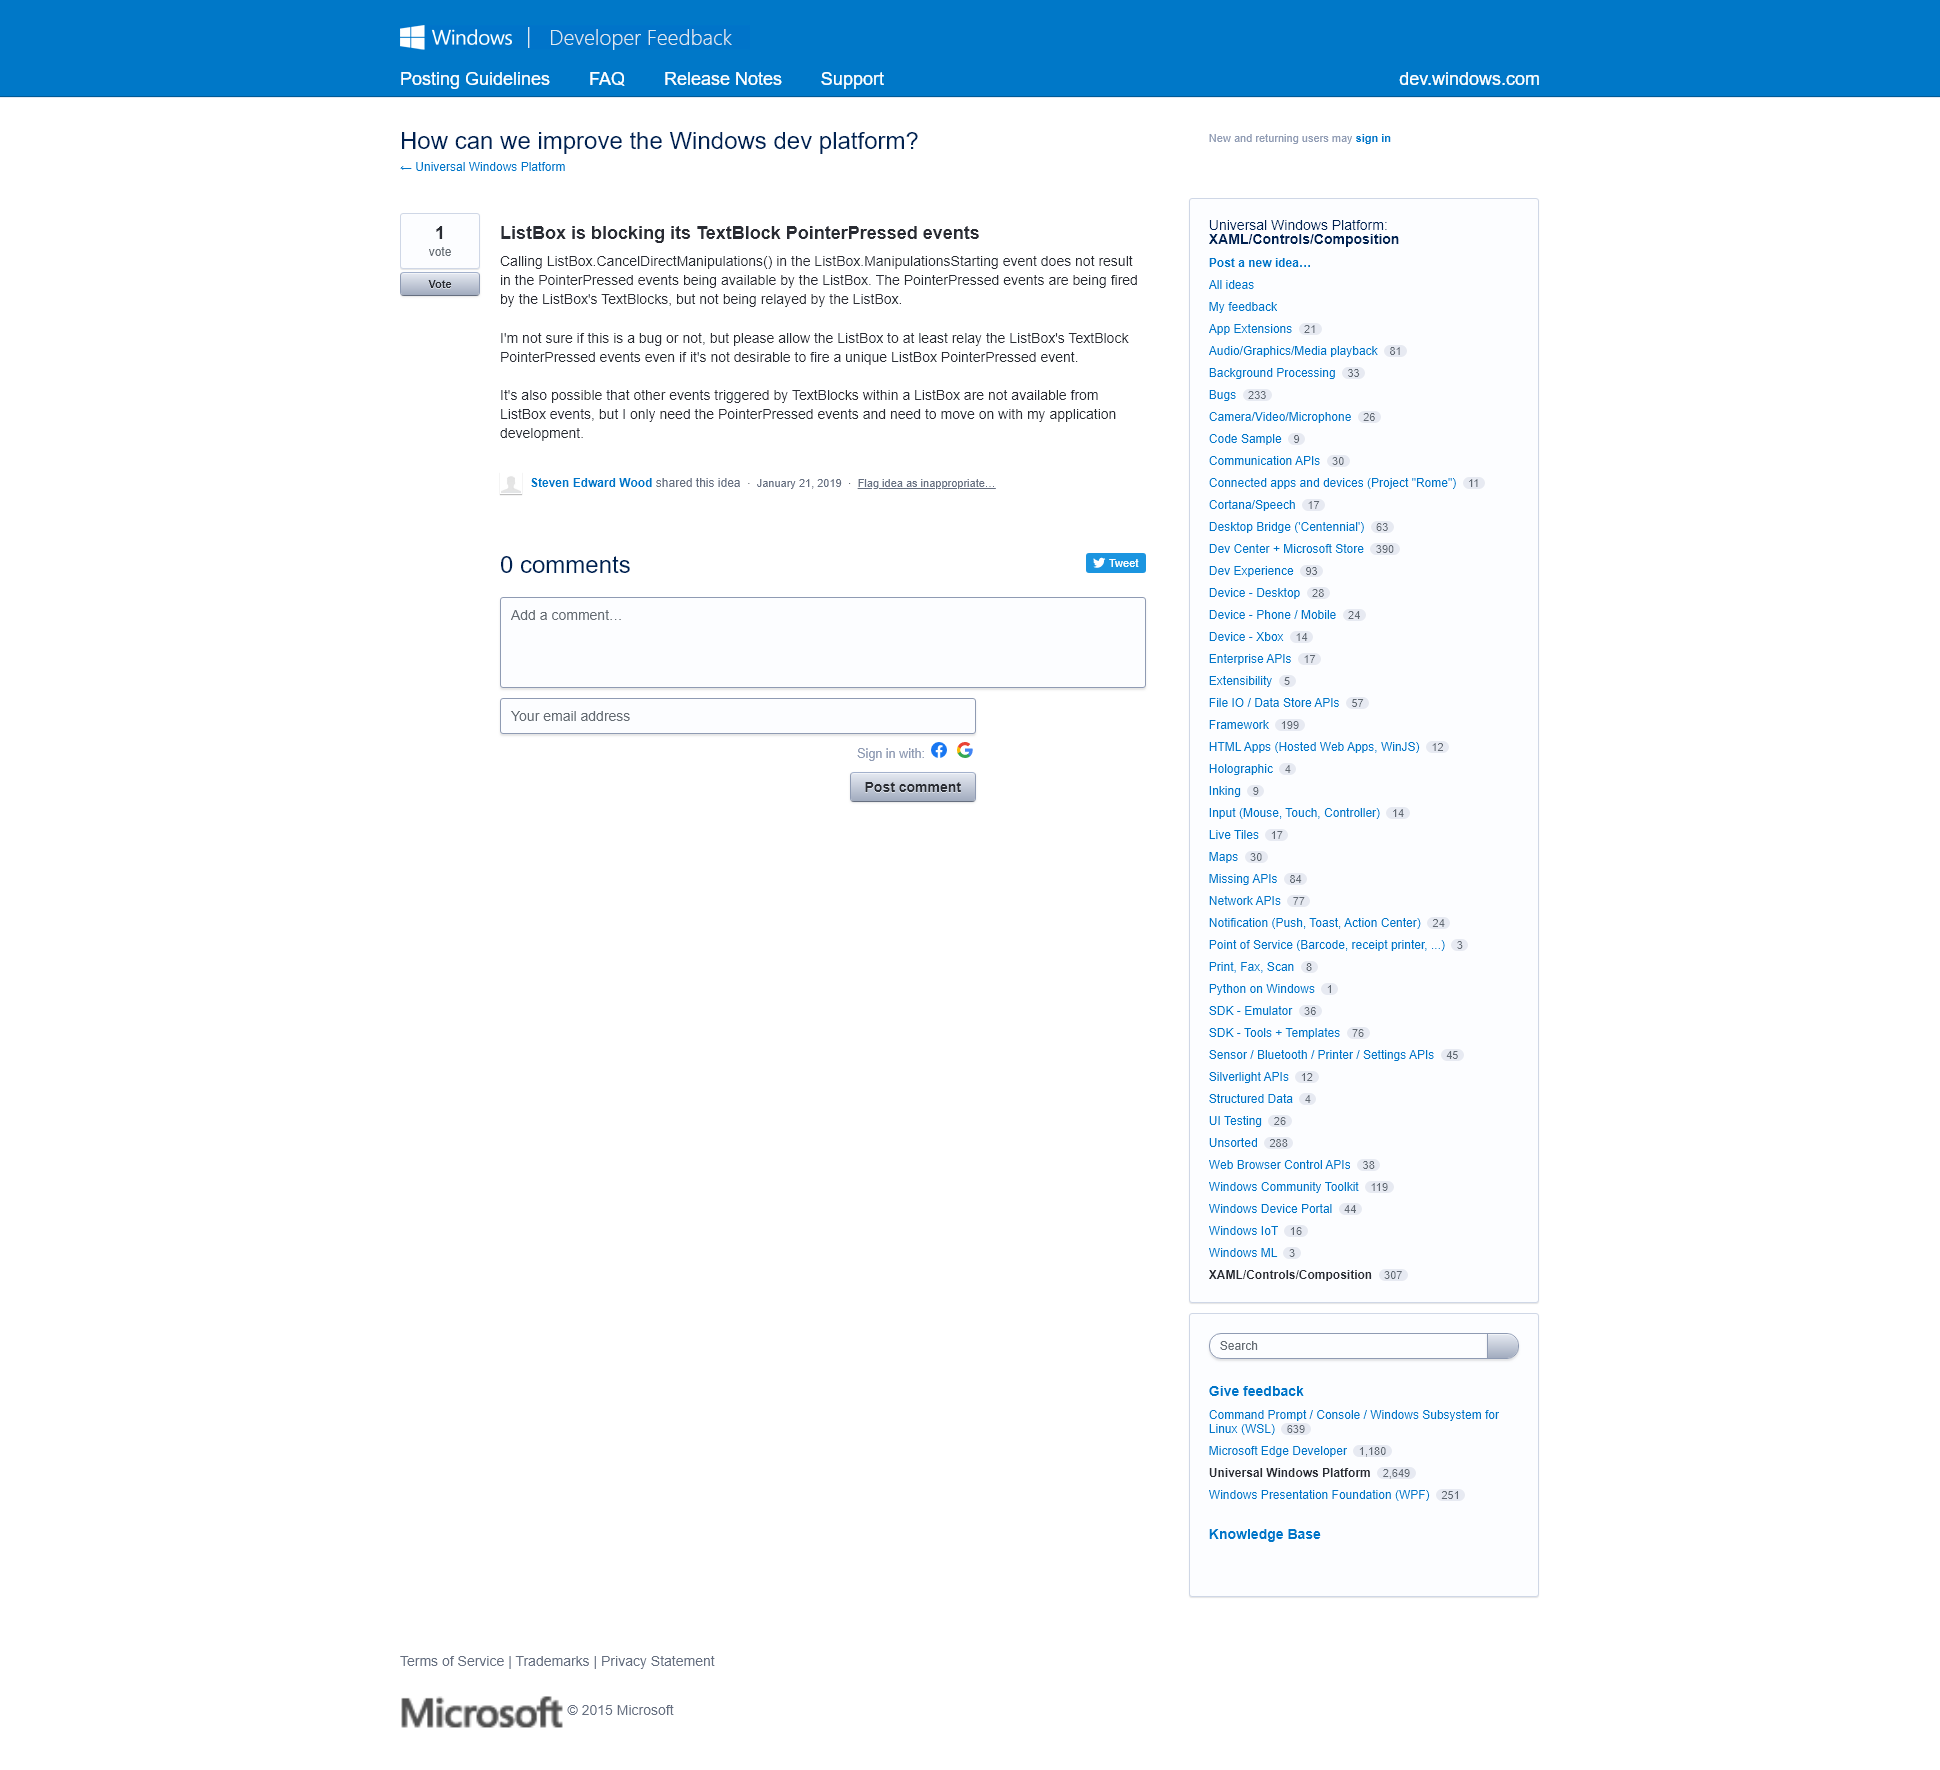 Windows | Developer Feedback
Posting Guidelines FAQ Release Notes Support dev.windows.com
How can we improve the Windows dev platform?
← Universal Windows Platform
New and returning users may sign in
1
vote
Vote
ListBox is blocking its TextBlock PointerPressed events
Calling ListBox.CancelDirectManipulations() in the ListBox.ManipulationsStarting event does not result
in the PointerPressed events being available by the ListBox. The PointerPressed events are being fired
by the ListBox's TextBlocks, but not being relayed by the ListBox.
I'm not sure if this is a bug or not, but please allow the ListBox to at least relay the ListBox's TextBlock
PointerPressed events even if it's not desirable to fire a unique ListBox PointerPressed event.
It's also possible that other events triggered by TextBlocks within a ListBox are not available from
ListBox events, but I only need the PointerPressed events and need to move on with my application
development.
Steven Edward Wood shared this idea · January 21, 2019 · Flag idea as inappropriate…
0 comments
Tweet
Add a comment…
Your email address
Sign in with:
Post comment
Universal Windows Platform:
XAML/Controls/Composition
Post a new idea…
All ideas
My feedback
App Extensions 21
Audio/Graphics/Media playback 81
Background Processing 33
Bugs 233
Camera/Video/Microphone 26
Code Sample 9
Communication APIs 30
Connected apps and devices (Project "Rome") 11
Cortana/Speech 17
Desktop Bridge ('Centennial') 63
Dev Center + Microsoft Store 390
Dev Experience 93
Device - Desktop 28
Device - Phone / Mobile 24
Device - Xbox 14
Enterprise APIs 17
Extensibility 5
File IO / Data Store APIs 57
Framework 199
HTML Apps (Hosted Web Apps, WinJS) 12
Holographic 4
Inking 9
Input (Mouse, Touch, Controller) 14
Live Tiles 17
Maps 30
Missing APIs 84
Network APIs 77
Notification (Push, Toast, Action Center) 24
Point of Service (Barcode, receipt printer, ...) 3
Print, Fax, Scan 8
Python on Windows 1
SDK - Emulator 36
SDK - Tools + Templates 76
Sensor / Bluetooth / Printer / Settings APIs 45
Silverlight APIs 12
Structured Data 4
UI Testing 26
Unsorted 288
Web Browser Control APIs 38
Windows Community Toolkit 119
Windows Device Portal 44
Windows IoT 16
Windows ML 3
XAML/Controls/Composition 307
Search
Give feedback
Command Prompt / Console / Windows Subsystem for
Linux (WSL) 639
Microsoft Edge Developer 1,180
Universal Windows Platform 2,649
Windows Presentation Foundation (WPF) 251
Knowledge Base
Terms of Service | Trademarks | Privacy Statement
Microsoft © 2015 Microsoft